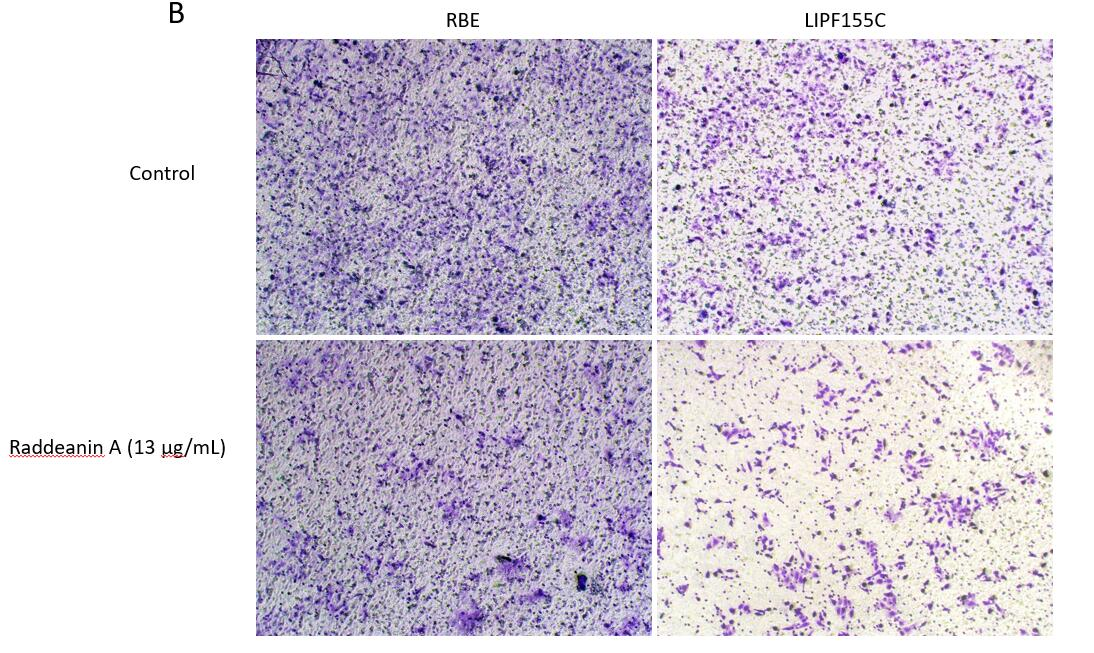 B
RBE
LIPF155C
Control
Raddeanin A (13 µg/mL)